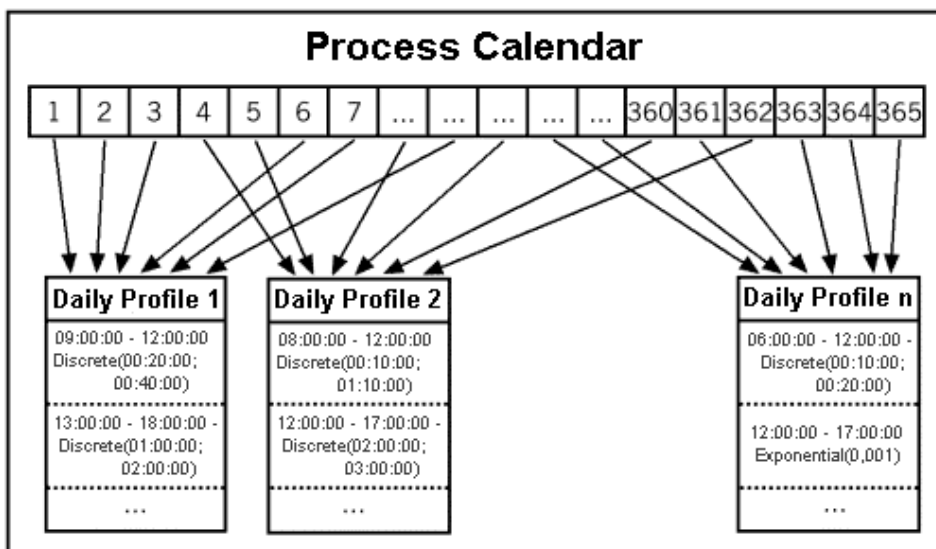 Process Calendar
1 2 3 4 5 6 7 ... ... ... ... ... 360 361 362 363 364 365
Daily Profile 1
09:00:00 - 12:00:00
Discrete(00:20:00;
00:40:00)
13:00:00 - 18:00:00 -
Discrete(01:00:00;
02:00:00)
...
Daily Profile 2
08:00:00 - 12:00:00
Discrete(00:10:00;
01:10:00)
12:00:00 - 17:00:00 -
Discrete(02:00:00;
03:00:00)
...
Daily Profile n
06:00:00 - 12:00:00 -
Discrete(00:10:00;
00:20:00)
12:00:00 - 17:00:00
Exponential(0,001)
...